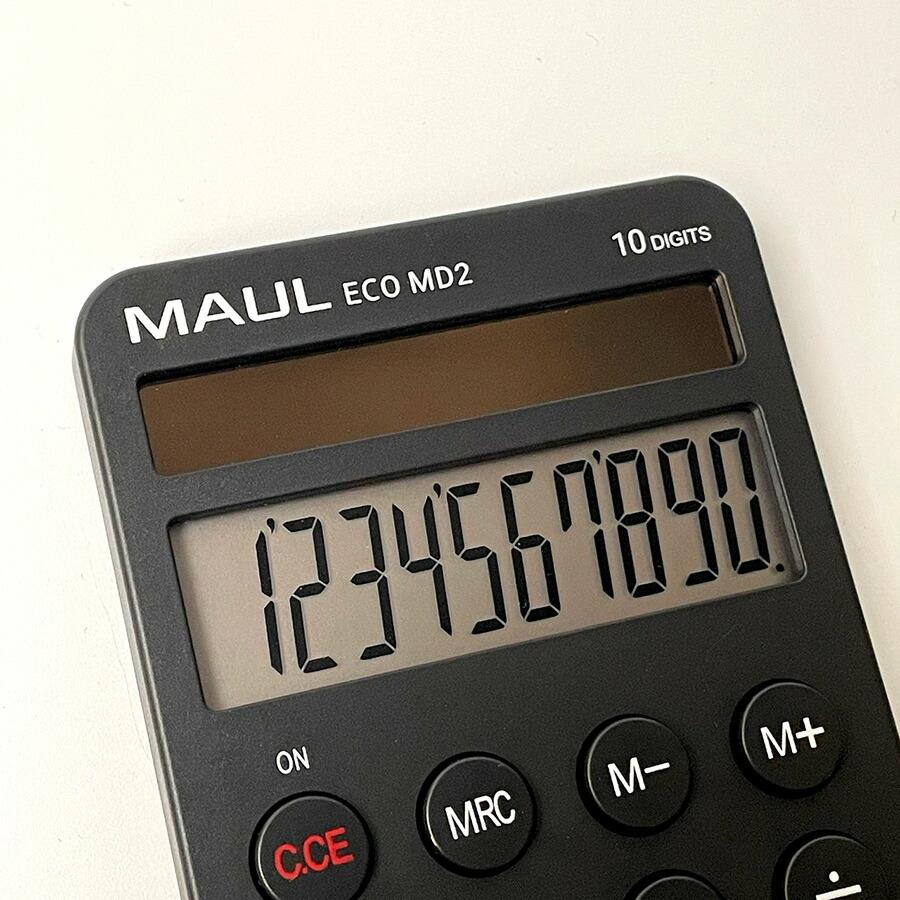 MAUL ECO MD2
10 DIGITS
1'234'567'890.
ON
C.CE
MRC
M−
M+
÷